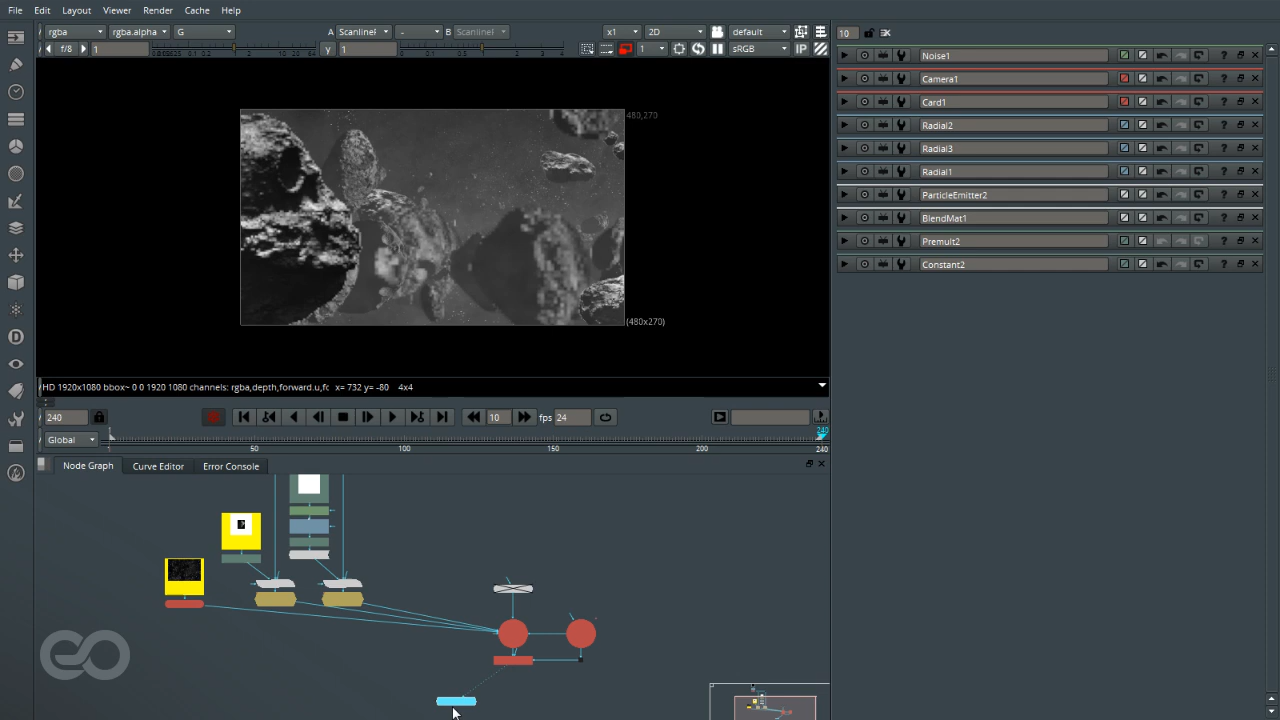 File Edit Layout Viewer Render Cache Help
rgba rgba.alpha G A Scanlinel - B Scanlinel x1 2D default
f/8 1 y 1 1 sRGB IP
10
Noise1
Camera1
Card1
Radial2
Radial3
Radial1
ParticleEmitter2
BlendMat1
Premult2
Constant2
480,270
(480x270)
HD 1920x1080 bbox~ 0 0 1920 1080 channels: rgba,depth,forward.u,fc x= 732 y= -80 4x4
240 10 fps 24
Global 50 100 150 200 240
240
Node Graph Curve Editor Error Console